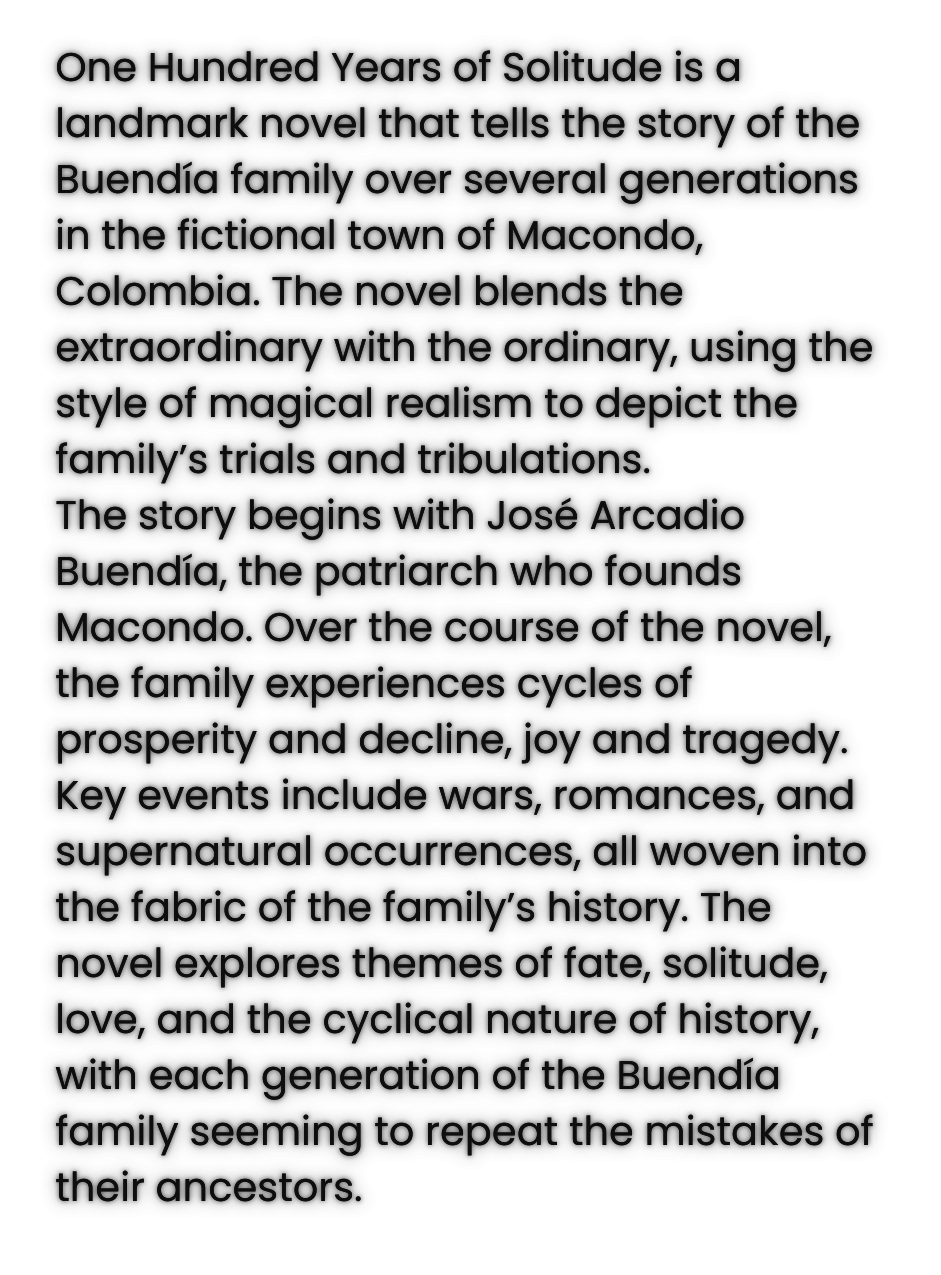 One Hundred Years of Solitude is a
landmark novel that tells the story of the
Buendía family over several generations
in the fictional town of Macondo,
Colombia. The novel blends the
extraordinary with the ordinary, using the
style of magical realism to depict the
family’s trials and tribulations.
The story begins with José Arcadio
Buendía, the patriarch who founds
Macondo. Over the course of the novel,
the family experiences cycles of
prosperity and decline, joy and tragedy.
Key events include wars, romances, and
supernatural occurrences, all woven into
the fabric of the family’s history. The
novel explores themes of fate, solitude,
love, and the cyclical nature of history,
with each generation of the Buendía
family seeming to repeat the mistakes of
their ancestors.